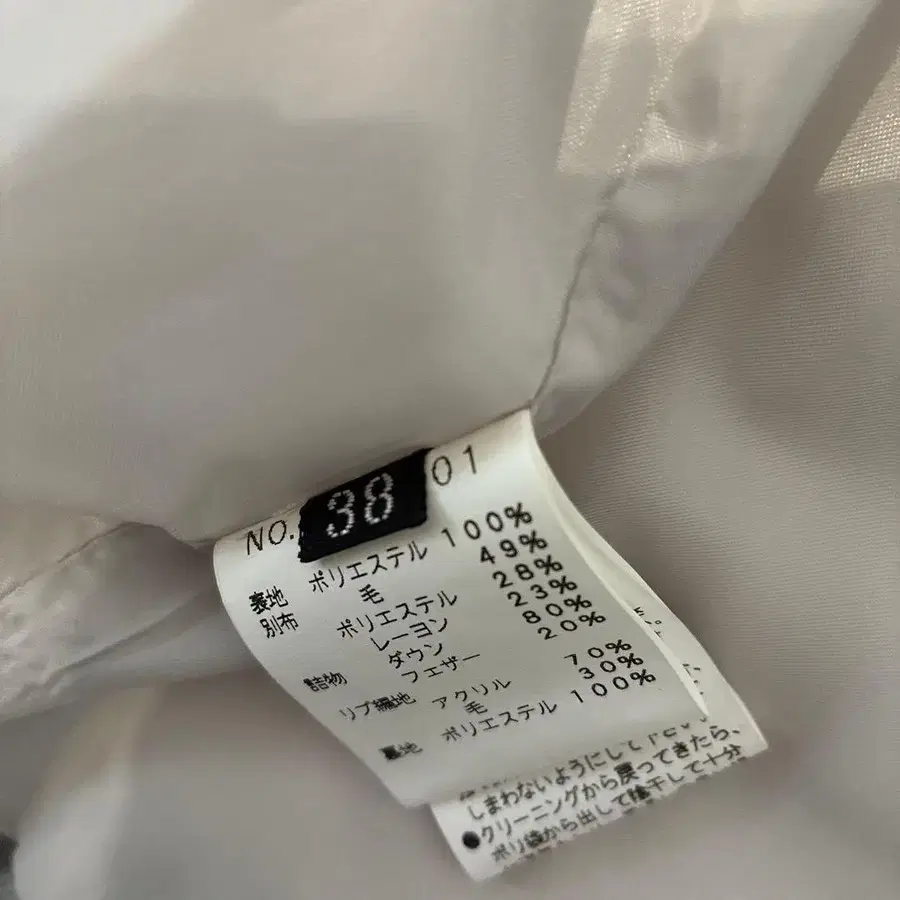 NO. 38 01
表地 ポリエステル 100%
別布 毛 49%
ポリエステル 28%
レーヨン 23%
詰物 ダウン 80%
フェザー 20%
リブ編地 アクリル 70%
毛 30%
裏地 ポリエステル 100%
しまわないようにして
●クリーニングから戻ってきたら、
ポリ袋から出して陰干しして十分